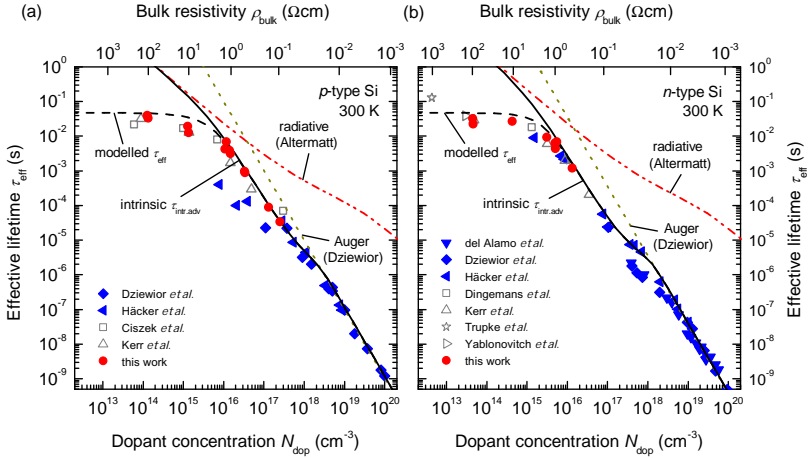 (a)
Bulk resistivity ρbulk (Ωcm)
10³ 10² 10¹ 10⁰ 10⁻¹ 10⁻² 10⁻³
Effective lifetime τeff (s)
p-type Si
300 K
radiative
(Altermatt)
modelled τeff
intrinsic τintr.adv
Auger
(Dziewior)
Dziewior et al.
Häcker et al.
Ciszek et al.
Kerr et al.
this work
10¹³ 10¹⁴ 10¹⁵ 10¹⁶ 10¹⁷ 10¹⁸ 10¹⁹ 10²⁰
Dopant concentration Ndop (cm⁻³)
(b)
Bulk resistivity ρbulk (Ωcm)
10³ 10² 10¹ 10⁰ 10⁻¹ 10⁻² 10⁻³
10⁰
10⁻¹
10⁻²
10⁻³
10⁻⁴
10⁻⁵
10⁻⁶
10⁻⁷
10⁻⁸
10⁻⁹
n-type Si
300 K
modelled τeff
radiative
(Altermatt)
intrinsic τintr.adv
Auger
(Dziewior)
del Alamo et al.
Dziewior et al.
Häcker et al.
Dingemans et al.
Kerr et al.
Trupke et al.
Yablonovitch et al.
this work
10¹³ 10¹⁴ 10¹⁵ 10¹⁶ 10¹⁷ 10¹⁸ 10¹⁹ 10²⁰
Dopant concentration Ndop (cm⁻³)
10⁰
10⁻¹
10⁻²
10⁻³
10⁻⁴
10⁻⁵
10⁻⁶
10⁻⁷
10⁻⁸
10⁻⁹
Effective lifetime τeff (s)